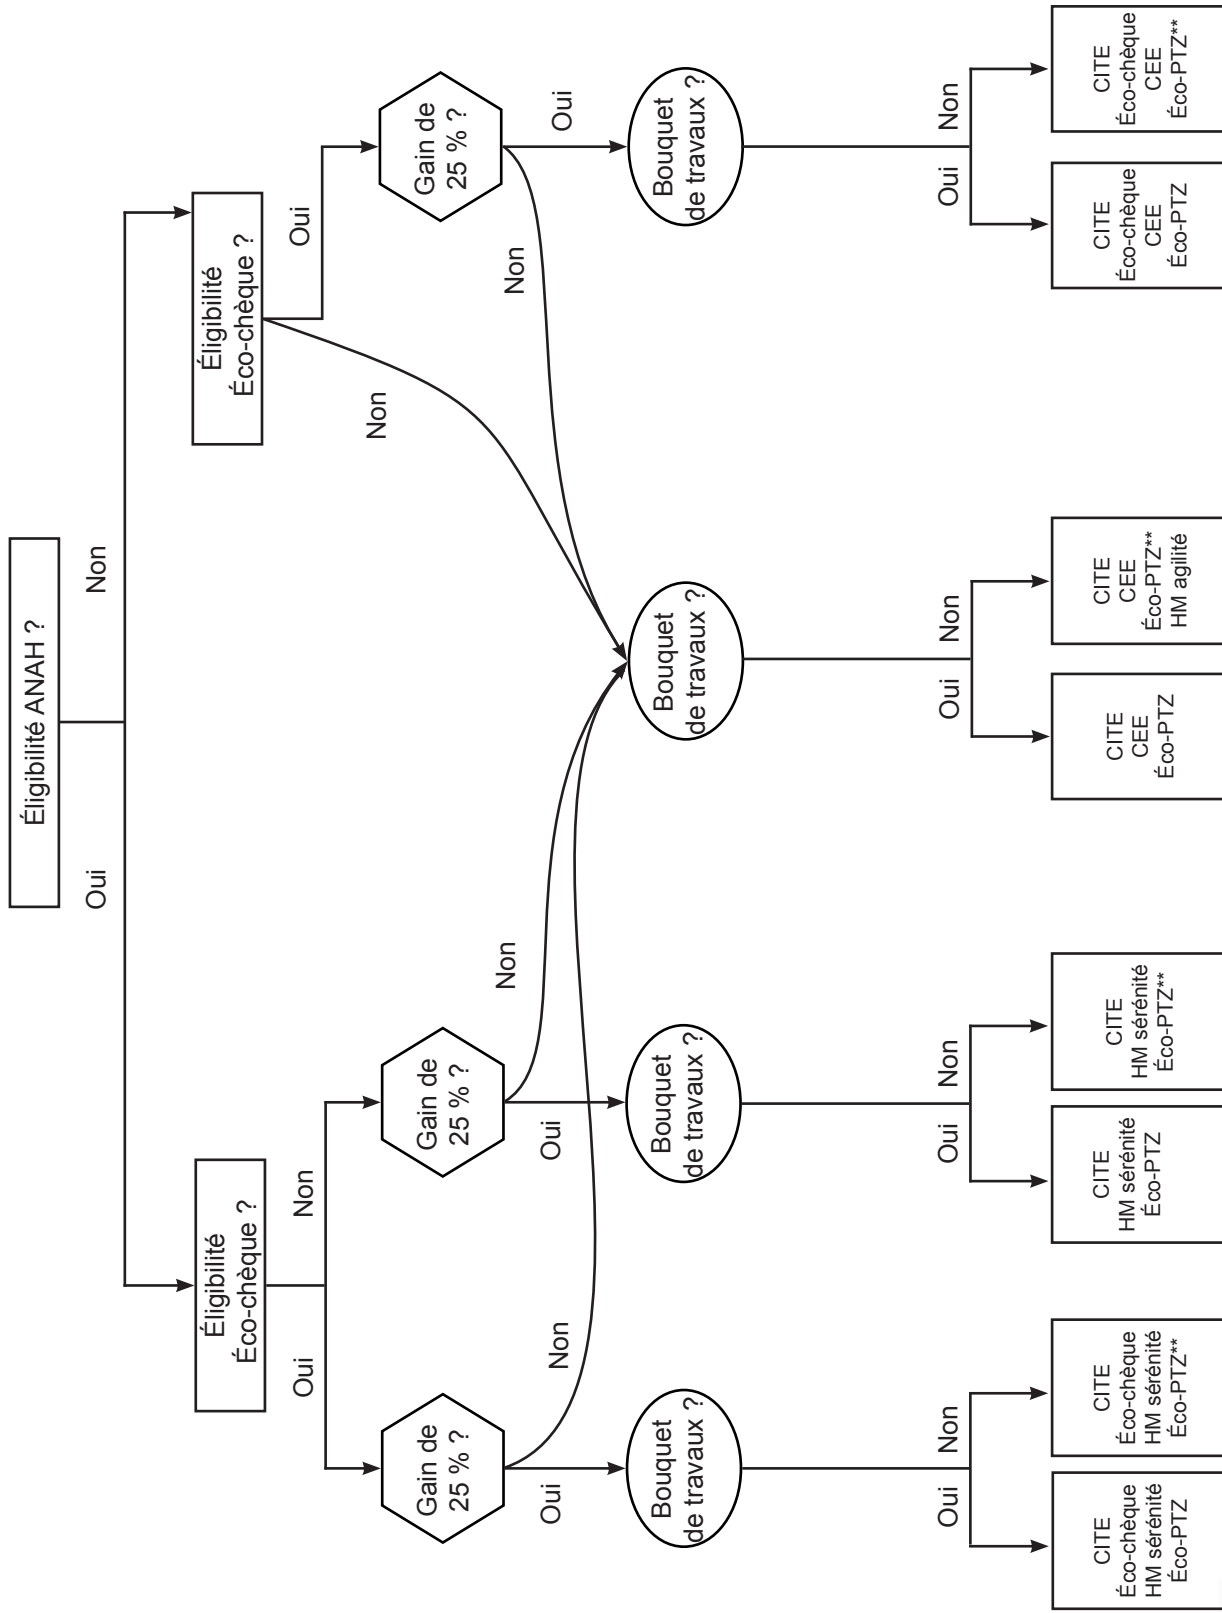 Éligibilité ANAH ?
Oui
Non
Éligibilité
Éco-chèque ?
Éligibilité
Éco-chèque ?
Oui
Non
Non
Oui
Gain de
25 % ?
Gain de
25 % ?
Gain de
25 % ?
Oui
Non
Oui
Non
Non
Oui
Bouquet
de travaux ?
Bouquet
de travaux ?
Bouquet
de travaux ?
Bouquet
de travaux ?
Oui
Non
Oui
Non
Oui
Non
Oui
Non
CITE
Éco-chèque
HM sérénité
Éco-PTZ
CITE
Éco-chèque
HM sérénité
Éco-PTZ**
CITE
HM sérénité
Éco-PTZ
CITE
HM sérénité
Éco-PTZ**
CITE
CEE
Éco-PTZ
CITE
CEE
Éco-PTZ**
HM agilité
CITE
Éco-chèque
CEE
Éco-PTZ
CITE
Éco-chèque
CEE
Éco-PTZ**